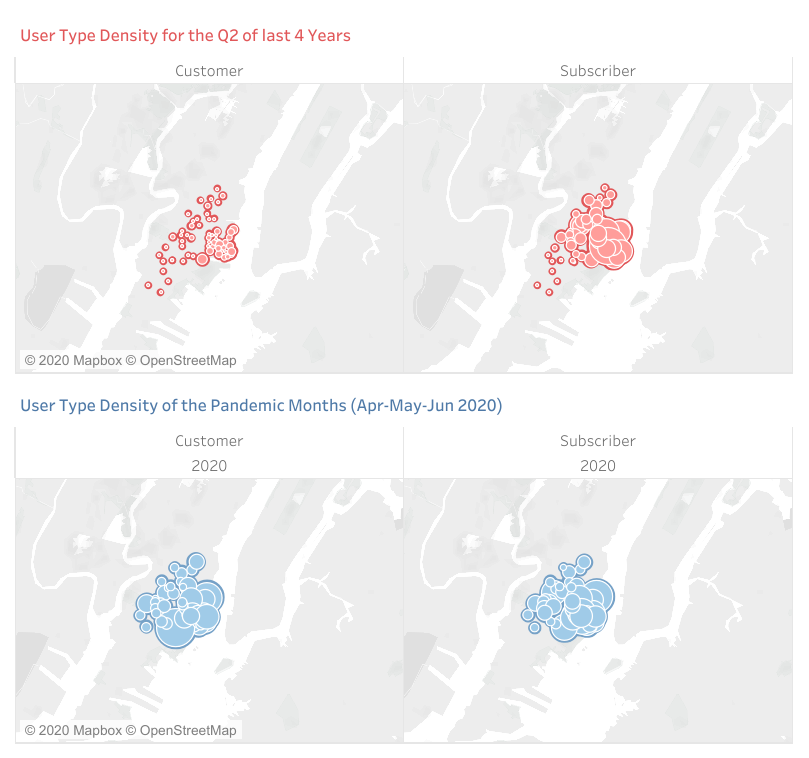 User Type Density for the Q2 of last 4 Years
Customer Subscriber
© 2020 Mapbox © OpenStreetMap
User Type Density of the Pandemic Months (Apr-May-Jun 2020)
Customer Subscriber
2020 2020
© 2020 Mapbox © OpenStreetMap